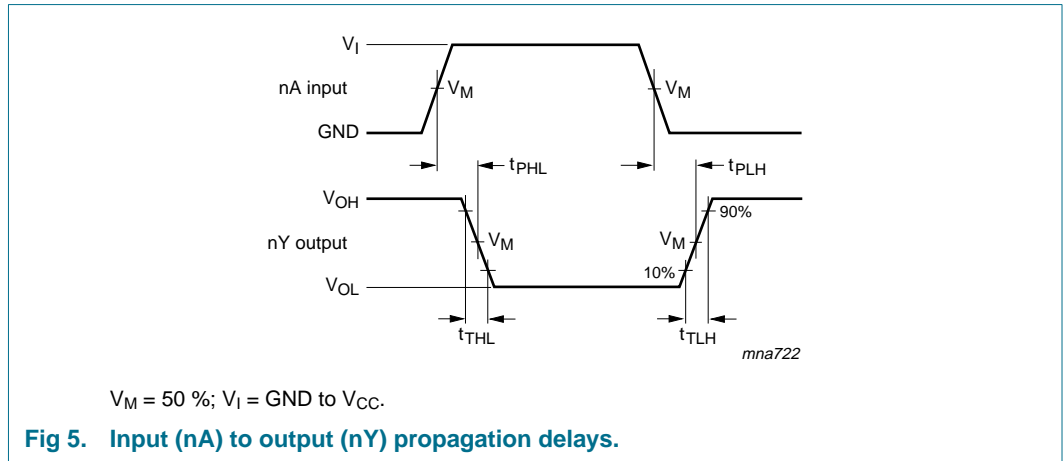 VI
nA input
VM
VM
GND
tPHL
tPLH
VOH
90%
nY output
VM
VM
10%
VOL
tTHL
tTLH
mna722
VM = 50 %; VI = GND to VCC.
Fig 5. Input (nA) to output (nY) propagation delays.